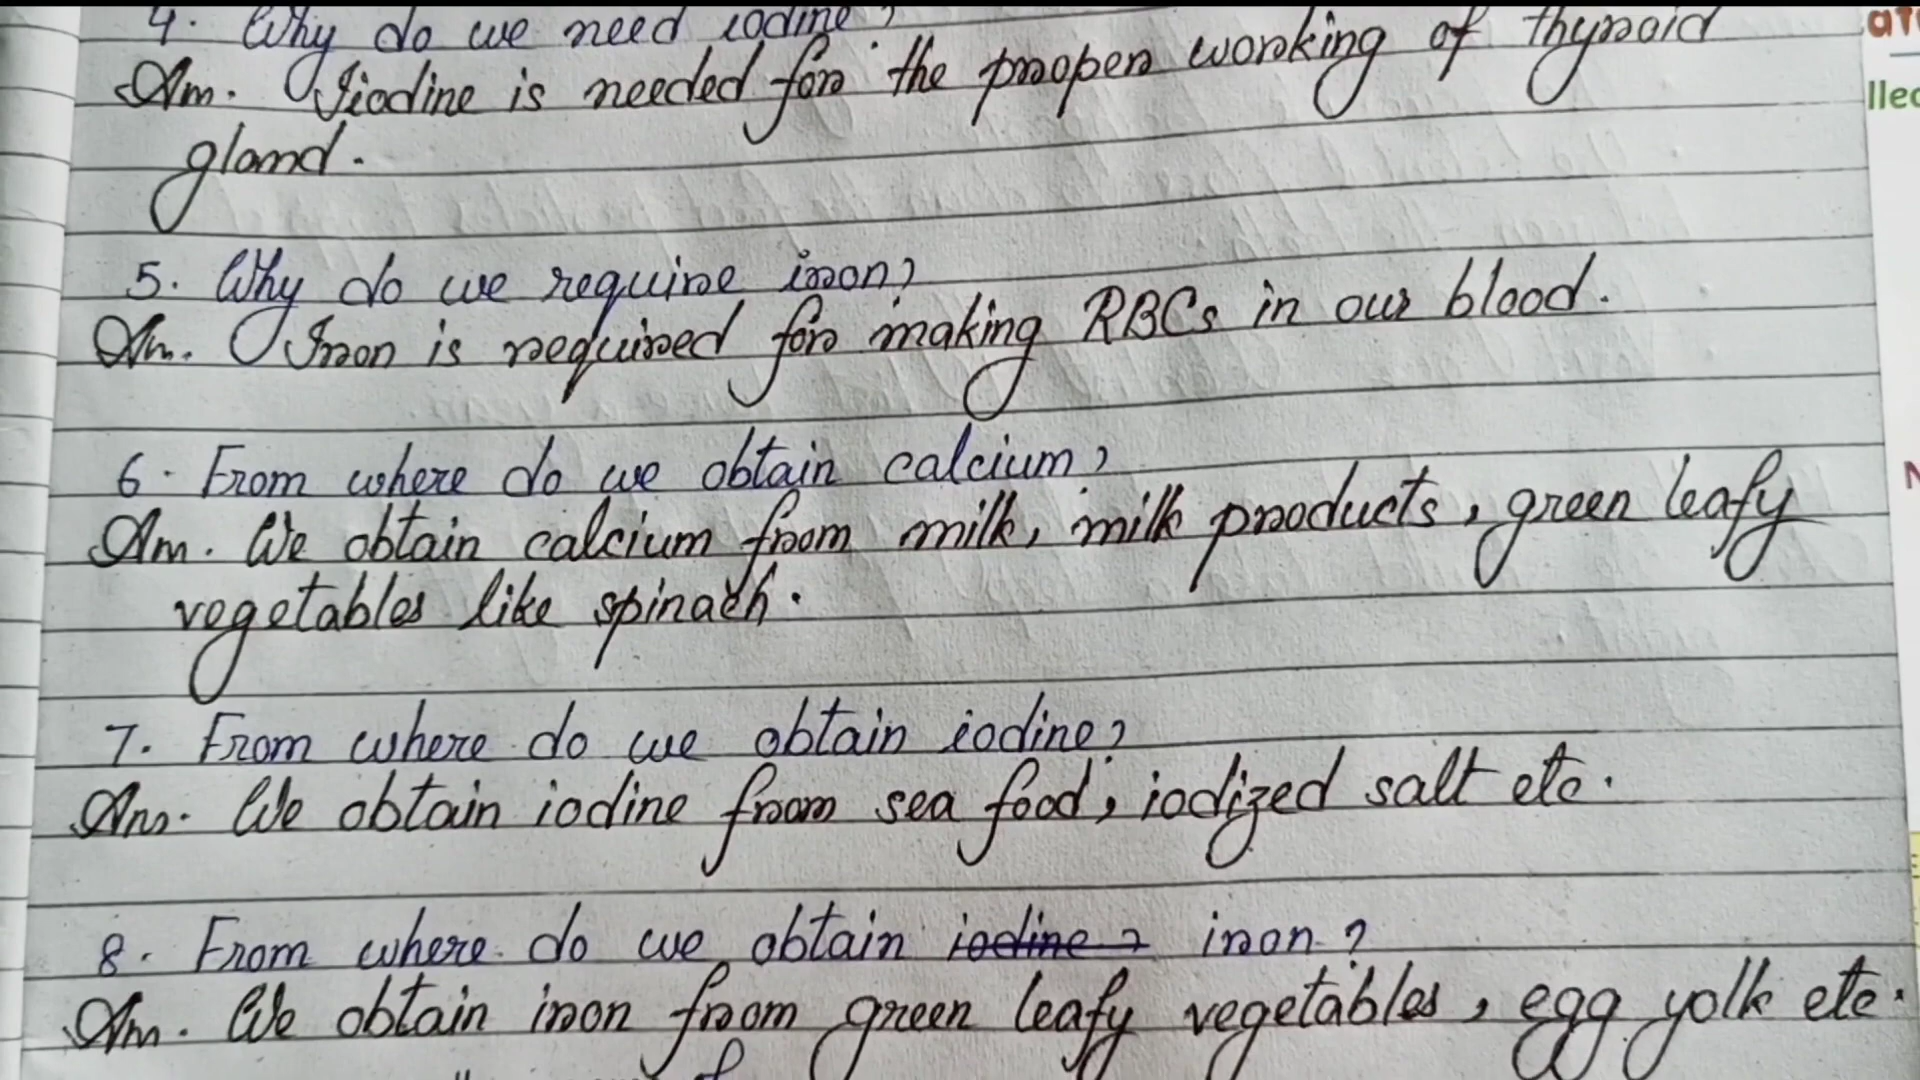 4. Why do we need iodine?
Ans. Iiodine is needed for the proper working of thyroid
gland.
5. Why do we require iron?
Ans. Iron is required for making RBCs in our blood.
6. From where do we obtain calcium?
Ans. We obtain calcium from milk, milk products, green leafy
vegetables like spinach.
7. From where do we obtain iodine?
Ans. We obtain iodine from sea food, iodized salt etc.
8. From where do we obtain iodine? iron?
Ans. We obtain iron from green leafy vegetables, egg yolk etc.